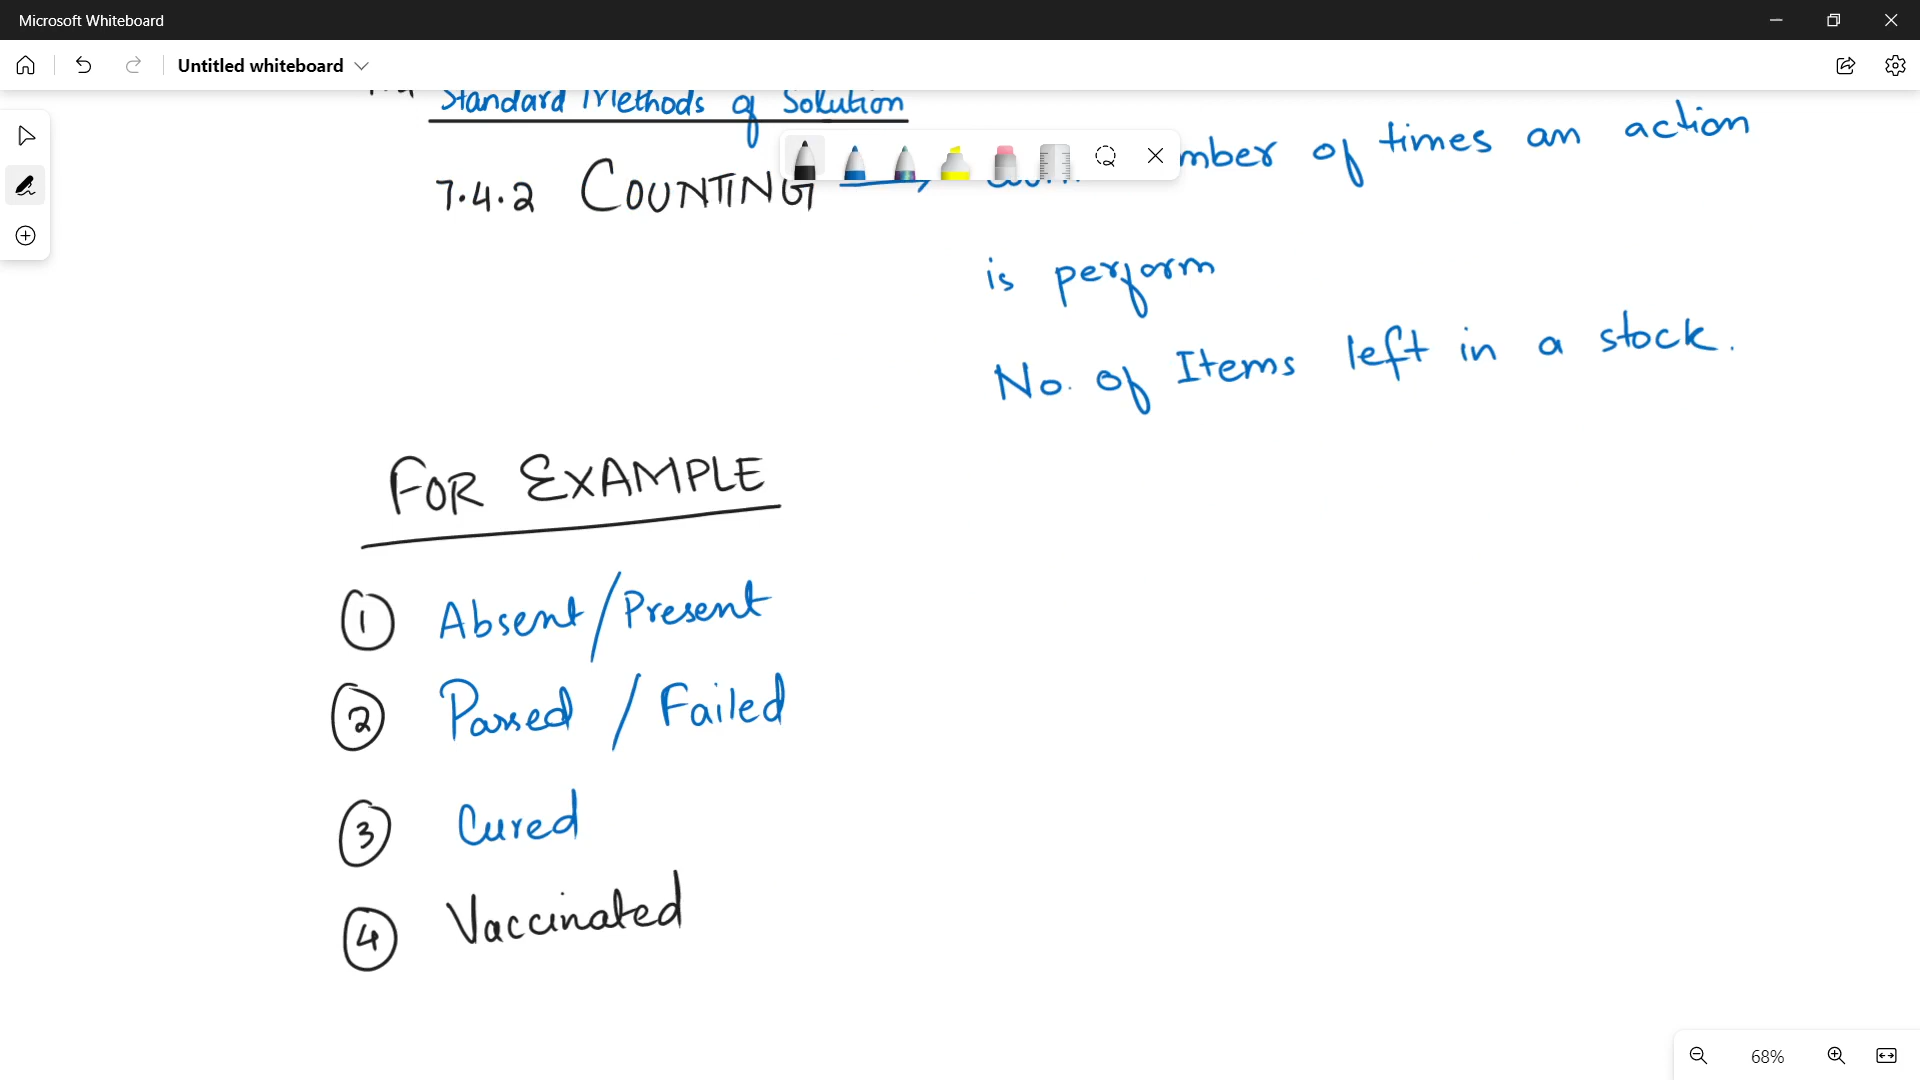 Microsoft Whiteboard
Untitled whiteboard
Standard Methods of Solution
7.4.2 COUNTING mber of times an action
is perform
No. of Items left in a stock.
FOR EXAMPLE
1 Absent/Present
2 Passed / Failed
3 Cured
4 Vaccinated
68%